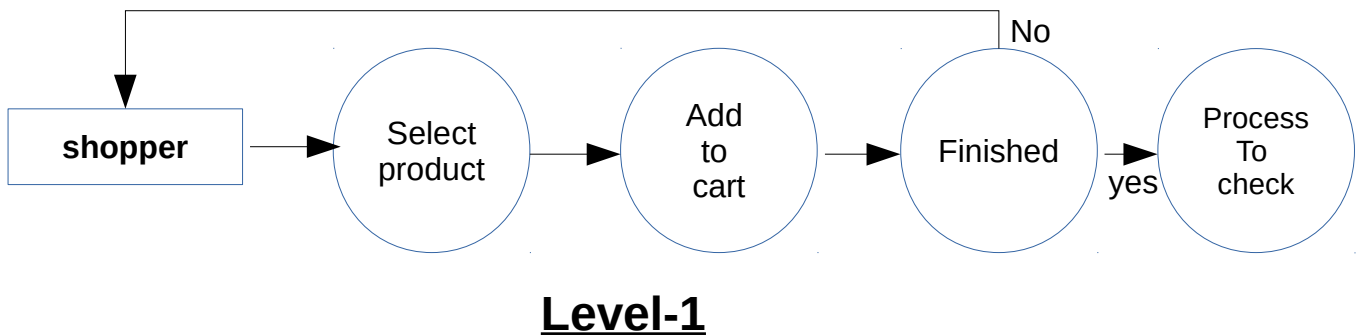 No
shopper
Select
product
Add
to
cart
Finished
yes
Process
To
check
Level-1